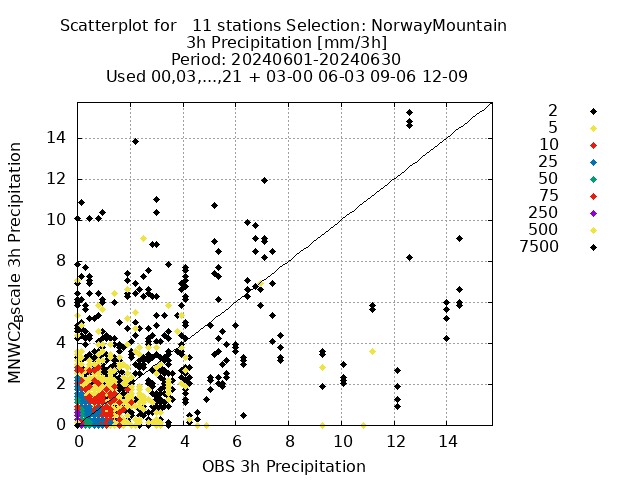 Scatterplot for 11 stations Selection: NorwayMountain
3h Precipitation [mm/3h]
Period: 20240601-20240630
Used 00,03,...,21 + 03-00 06-03 09-06 12-09
2
5
10
25
50
75
250
500
7500
14
12
10
8
6
4
2
0
0 2 4 6 8 10 12 14
3h Precipitation
OBS 3h Precipitation